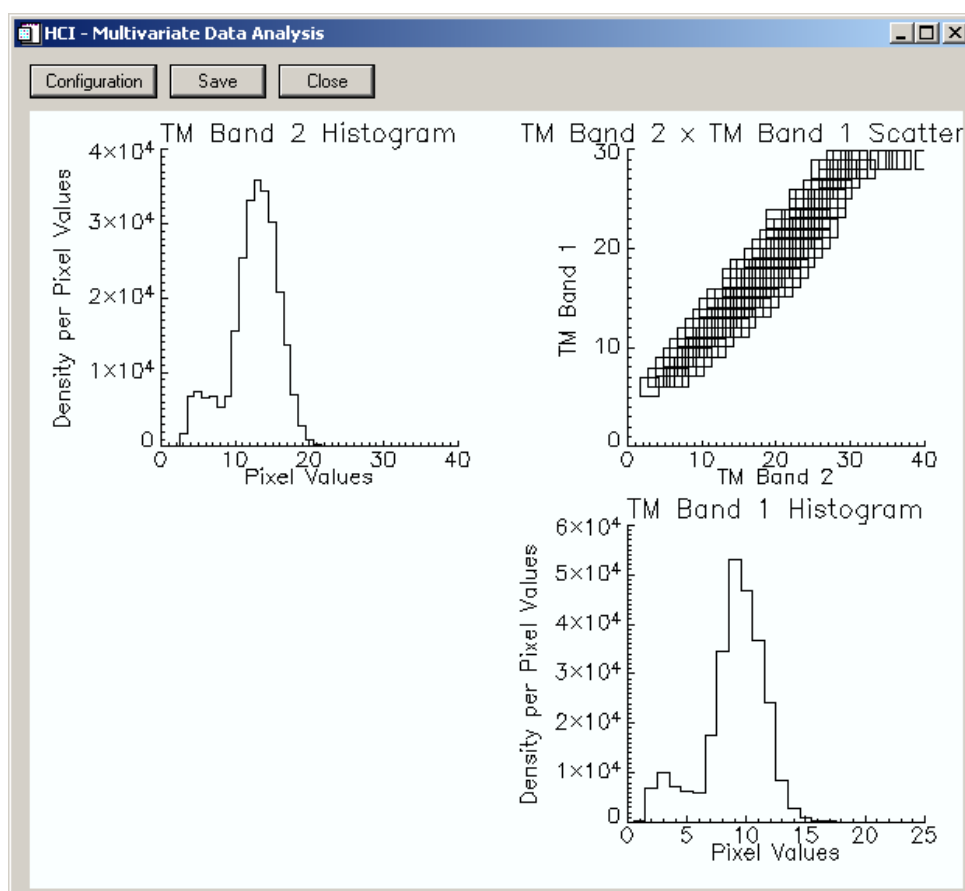 HCI - Multivariate Data Analysis
Configuration Save Close
TM Band 2 Histogram
Density per Pixel Values
4×10⁴
3×10⁴
2×10⁴
1×10⁴
0
0 10 20 30 40
Pixel Values
TM Band 2 x TM Band 1 Scatter
TM Band 1
30
20
10
0
0 10 20 30 40
TM Band 2
TM Band 1 Histogram
Density per Pixel Values
6×10⁴
5×10⁴
4×10⁴
3×10⁴
2×10⁴
1×10⁴
0
0 5 10 15 20 25
Pixel Values